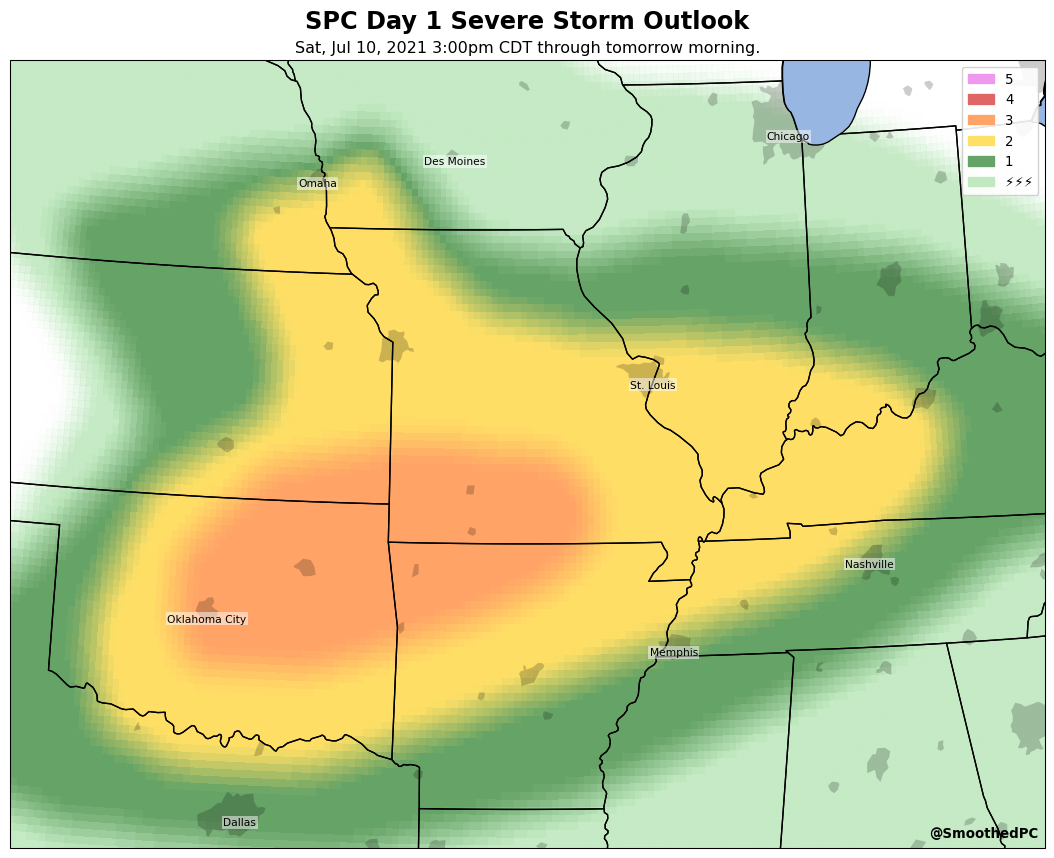 SPC Day 1 Severe Storm Outlook
Sat, Jul 10, 2021 3:00pm CDT through tomorrow morning.
5
4
3
2
1
⚡⚡⚡
Chicago
Des Moines
Omaha
St. Louis
Nashville
Oklahoma City
Memphis
Dallas
@SmoothedPC